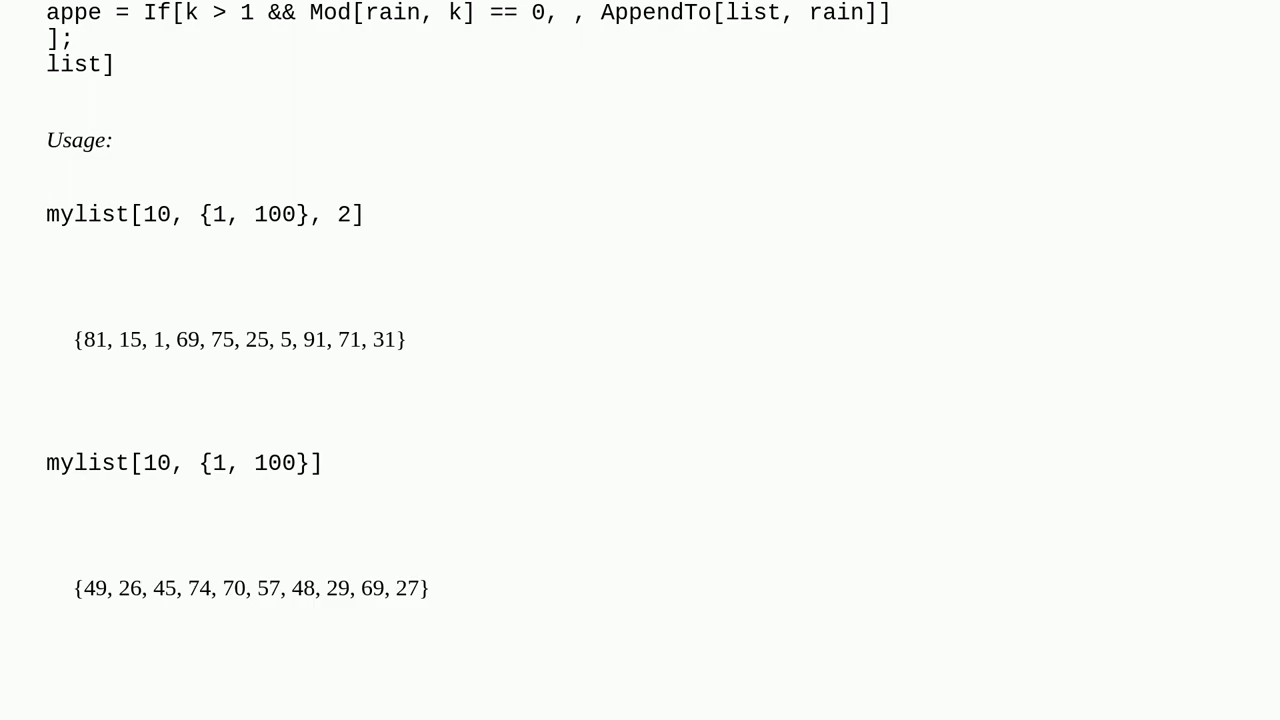 appe = If[k > 1 && Mod[rain, k] == 0, , AppendTo[list, rain]]
];
list]
Usage:
mylist[10, {1, 100}, 2]
{81, 15, 1, 69, 75, 25, 5, 91, 71, 31}
mylist[10, {1, 100}]
{49, 26, 45, 74, 70, 57, 48, 29, 69, 27}